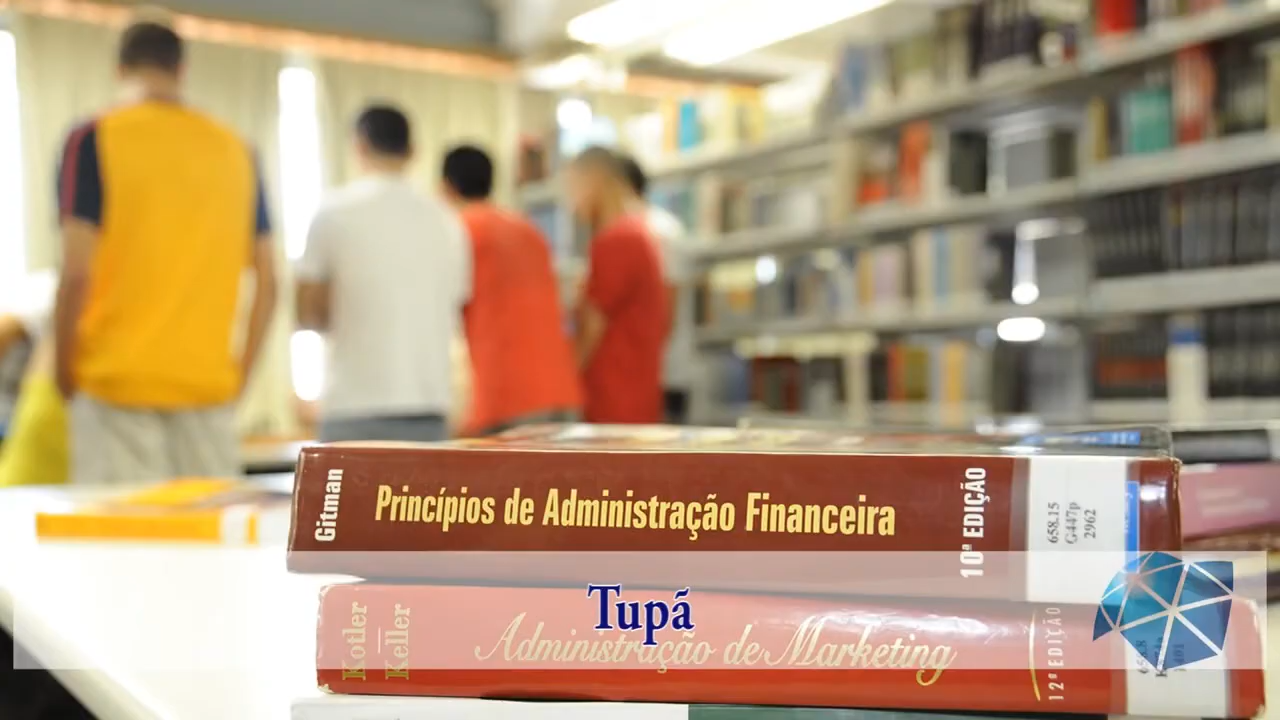 Gitman
Princípios de Administração Financeira
10ª EDIÇÃO
658.15
G447p
2962
Tupã
Kotler
Keller
Administração de Marketing
12ª EDIÇÃO